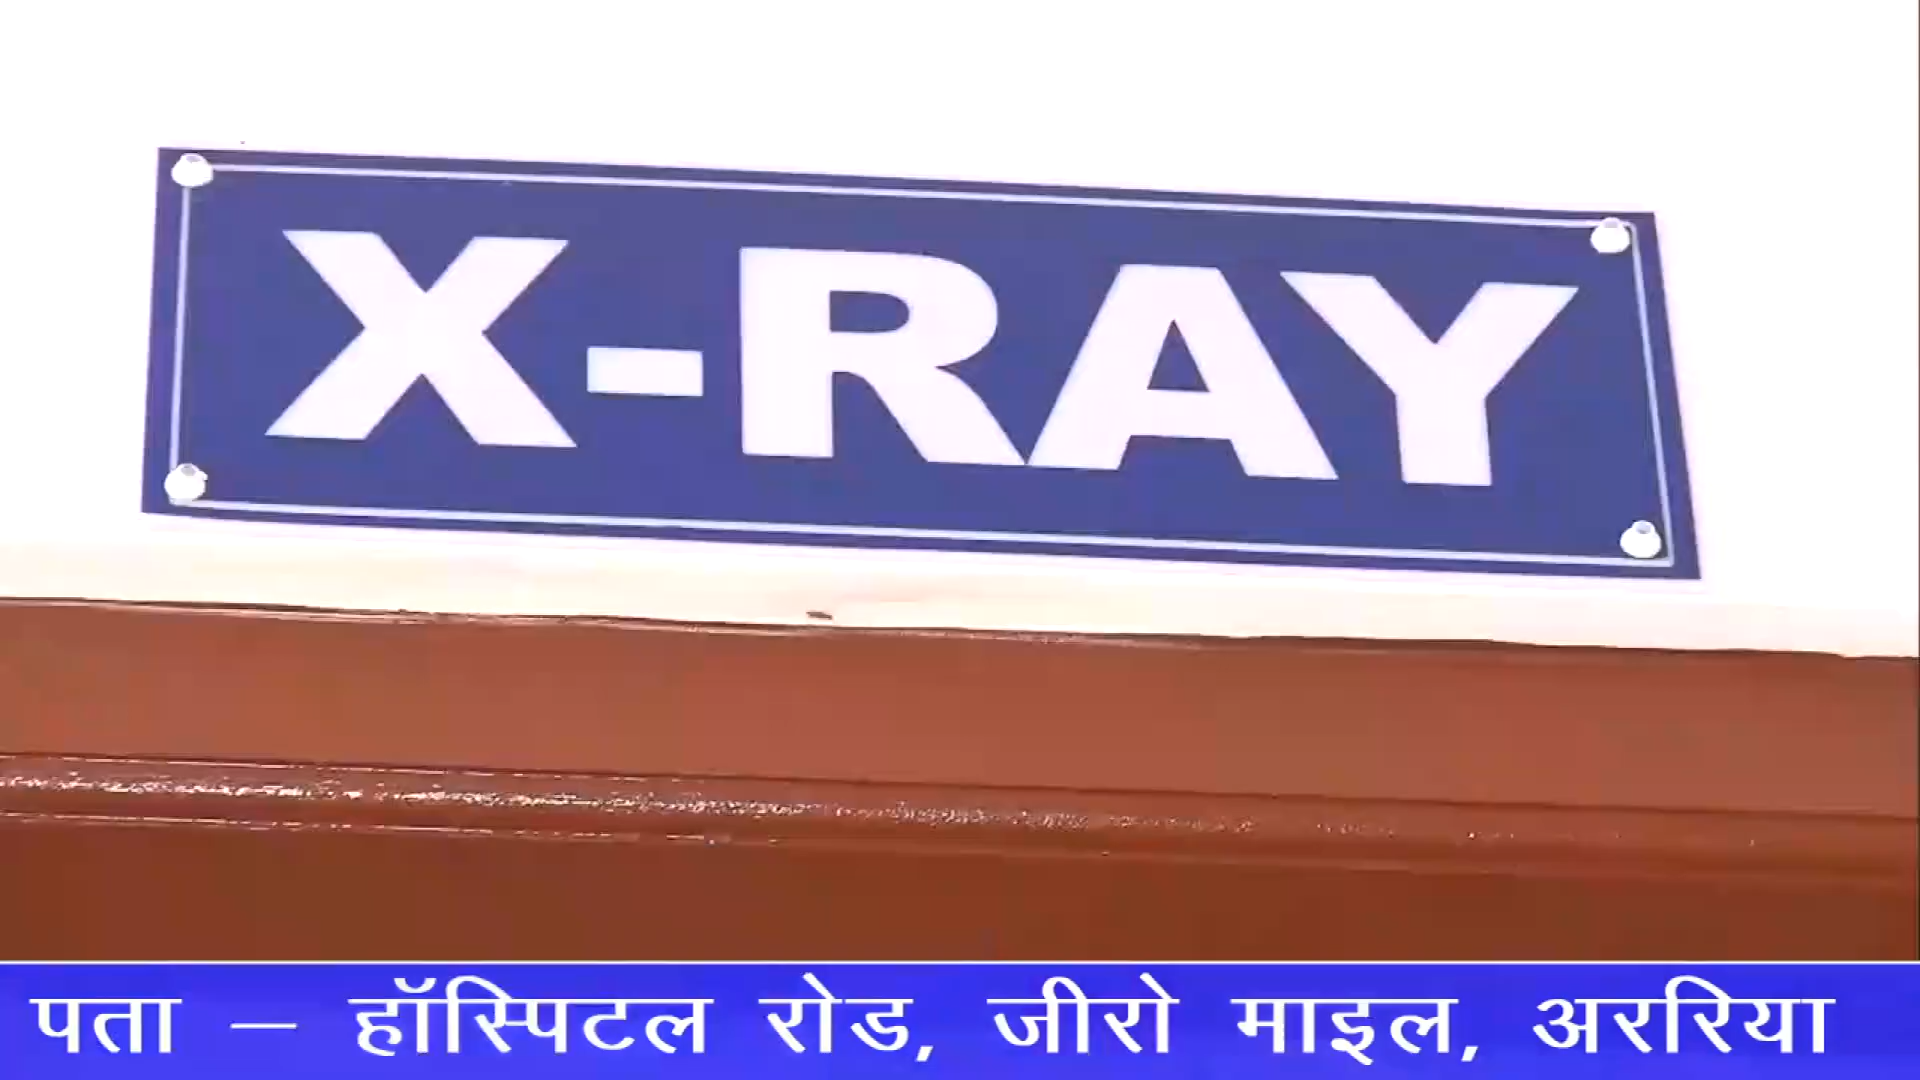 X-RAY
पता – हॉस्पिटल रोड, जीरो माइल, अररिया